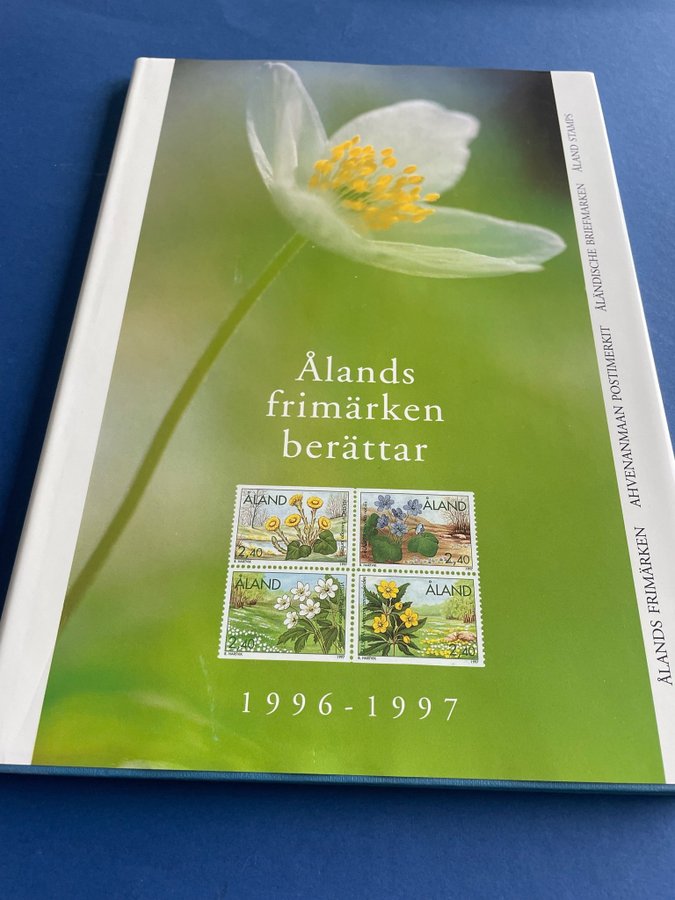 Ålands
frimärken
berättar
ÅLAND
2,40
ÅLAND
2,40
ÅLAND
2,40
ÅLAND
2,40
1996-1997
ÅLANDS FRIMÄRKEN AHVENANMAAN POSTIMERKIT ÅLÄNDISCHE BRIEFMARKEN ÅLAND STAMPS